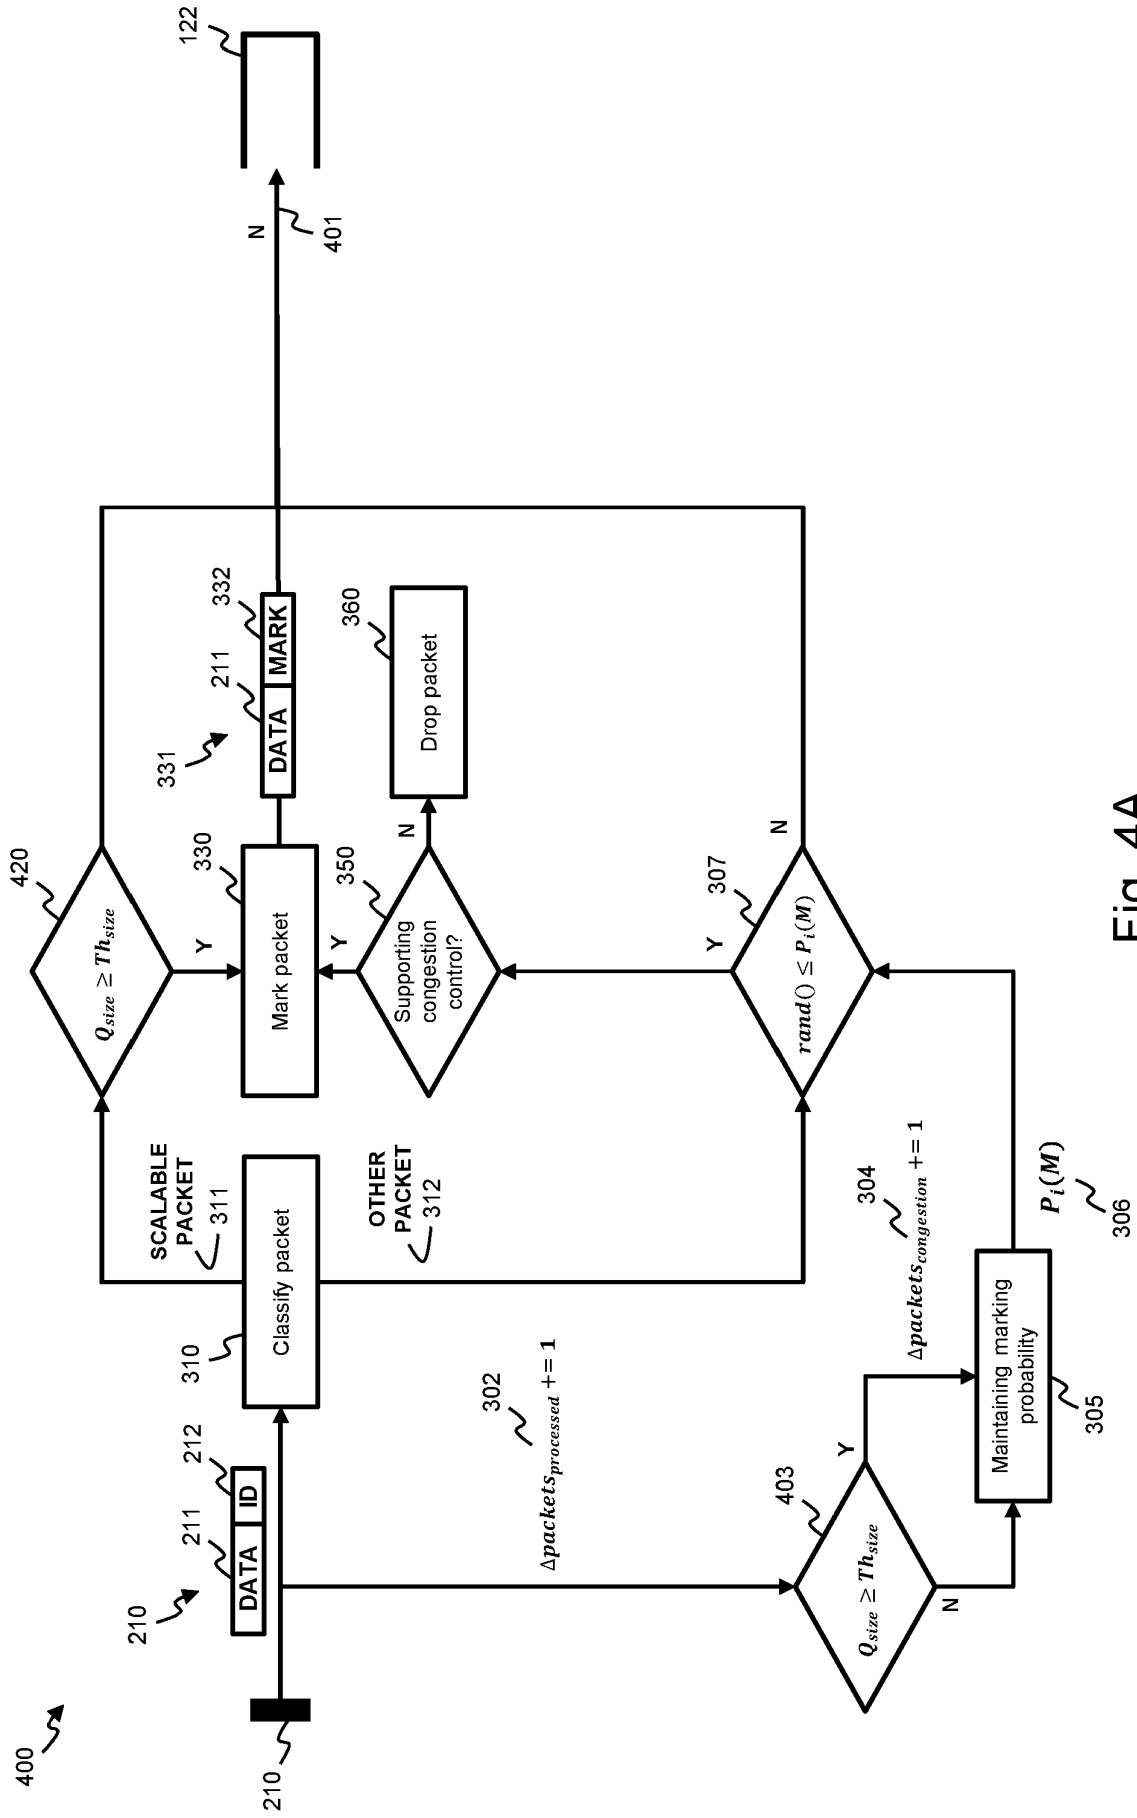 400
210
210
211
212
DATA
ID
310
Classify packet
SCALABLE
PACKET
311
OTHER
PACKET
312
302
Δpackets_processed += 1
403
Q_size ≥ Th_size
Y
N
304
Δpackets_congestion += 1
Maintaining marking
probability
305
P_i(M)
306
420
Q_size ≥ Th_size
Y
330
Mark packet
331
211
332
DATA
MARK
Y
350
Supporting
congestion
control?
N
360
Drop packet
Y
307
rand() ≤ P_i(M)
N
N
401
122
Fig. 4A